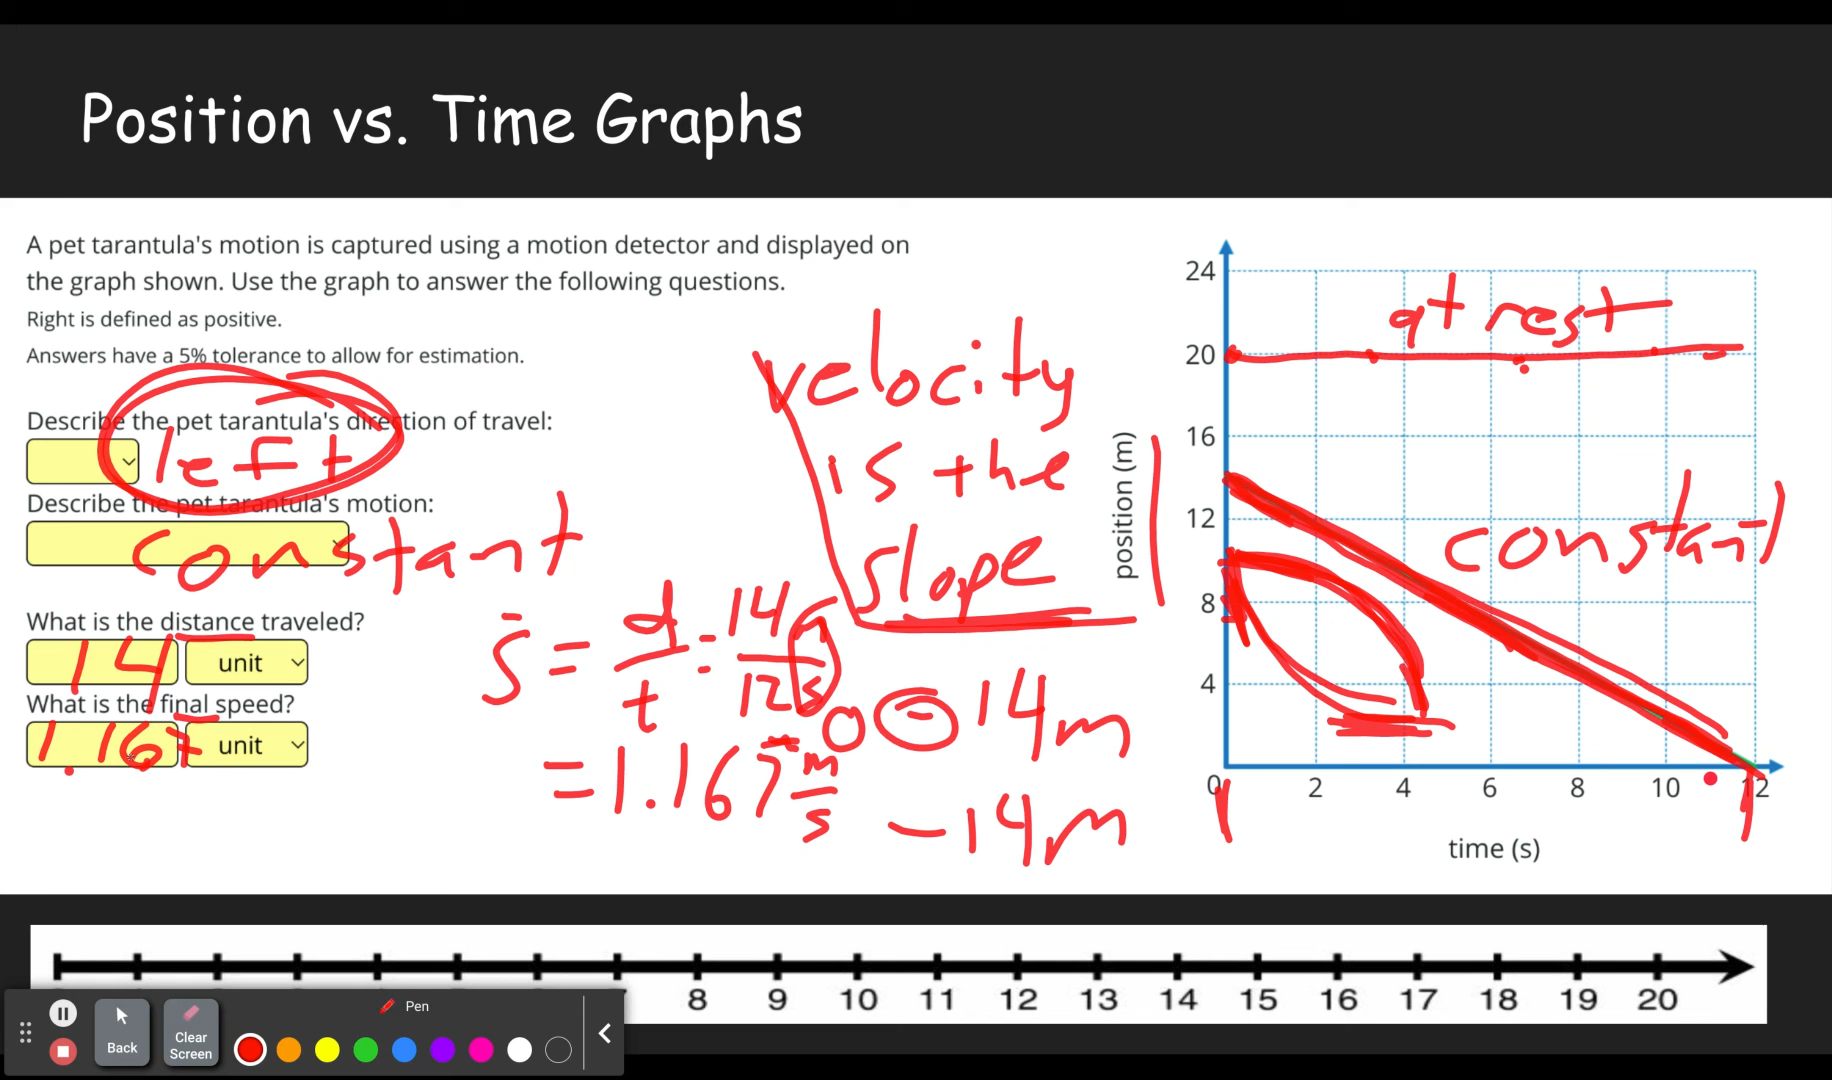 Position vs. Time Graphs
A pet tarantula's motion is captured using a motion detector and displayed on
the graph shown. Use the graph to answer the following questions.
Right is defined as positive.
Answers have a 5% tolerance to allow for estimation.
Describe the pet tarantula's direction of travel:
left
Describe the pet tarantula's motion:
constant
What is the distance traveled?
14 unit
What is the final speed?
1.167 unit
velocity
is the
slope
s̄ = d/t = 14 m/12 s
= 1.167 m/s
0 - 14m
-14m
position (m)
24
20
16
12
8
4
0 2 4 6 8 10 12
time (s)
at rest
constant
8 9 10 11 12 13 14 15 16 17 18 19 20
Pen
Back
Clear
Screen